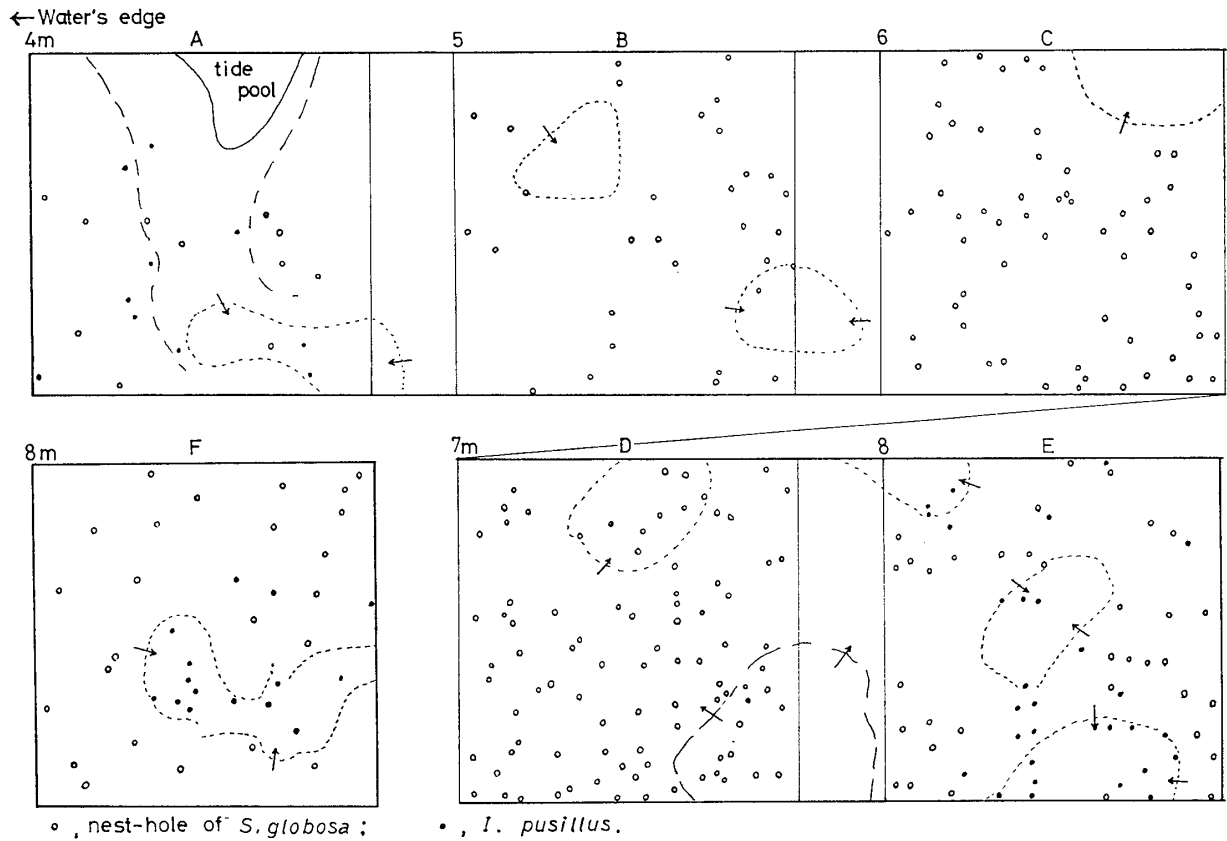 ←Water's edge
4m A 5 B 6 C
tide
pool
8m F 7m D 8 E
∘, nest-hole of S. globosa; •, I. pusillus.